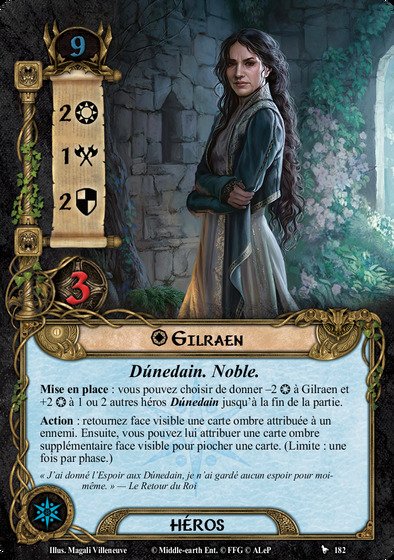 9
2
1
2
3
GILRAEN
Dúnedain. Noble.
Mise en place : vous pouvez choisir de donner –2 à Gilraen et
+2 à 1 ou 2 autres héros Dúnedain jusqu'à la fin de la partie.
Action : retournez face visible une carte ombre attribuée à un
ennemi. Ensuite, vous pouvez lui attribuer une carte ombre
supplémentaire face visible pour piocher une carte. (Limite : une
fois par phase.)
« J'ai donné l'Espoir aux Dúnedain, je n'ai gardé aucun espoir pour moi-
même. » — Le Retour du Roi
HÉROS
Illus. Magali Villeneuve © Middle-earth Ent. © FFG © ALeP 182